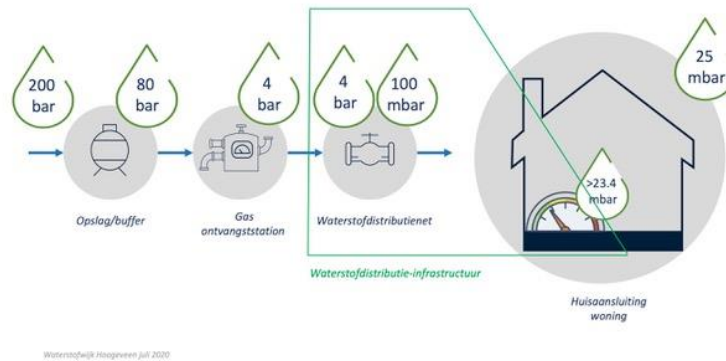 200
bar
80
bar
4
bar
4
bar
100
mbar
25
mbar
>23.4
mbar
Opslag/buffer
Gas
ontvangststation
Waterstofdistributienet
Waterstofdistributie-infrastructuur
Huisaansluiting
woning
Waterstofwijk Hoogeveen juli 2020